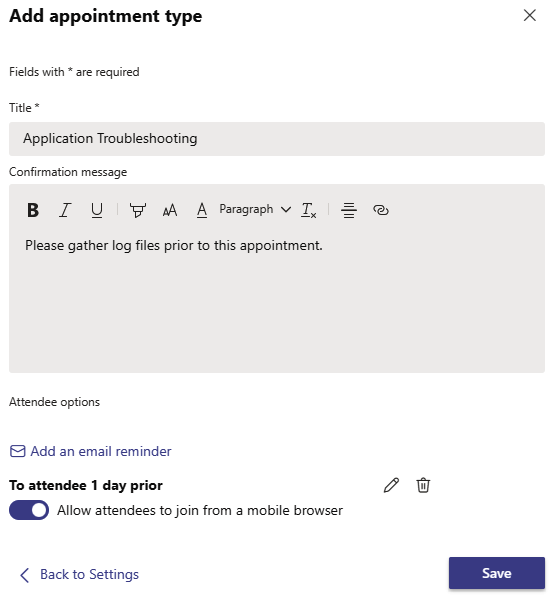 Add appointment type
Fields with * are required
Title *
Application Troubleshooting
Confirmation message
B I U AA A Paragraph Tx
Please gather log files prior to this appointment.
Attendee options
Add an email reminder
To attendee 1 day prior
Allow attendees to join from a mobile browser
Back to Settings
Save